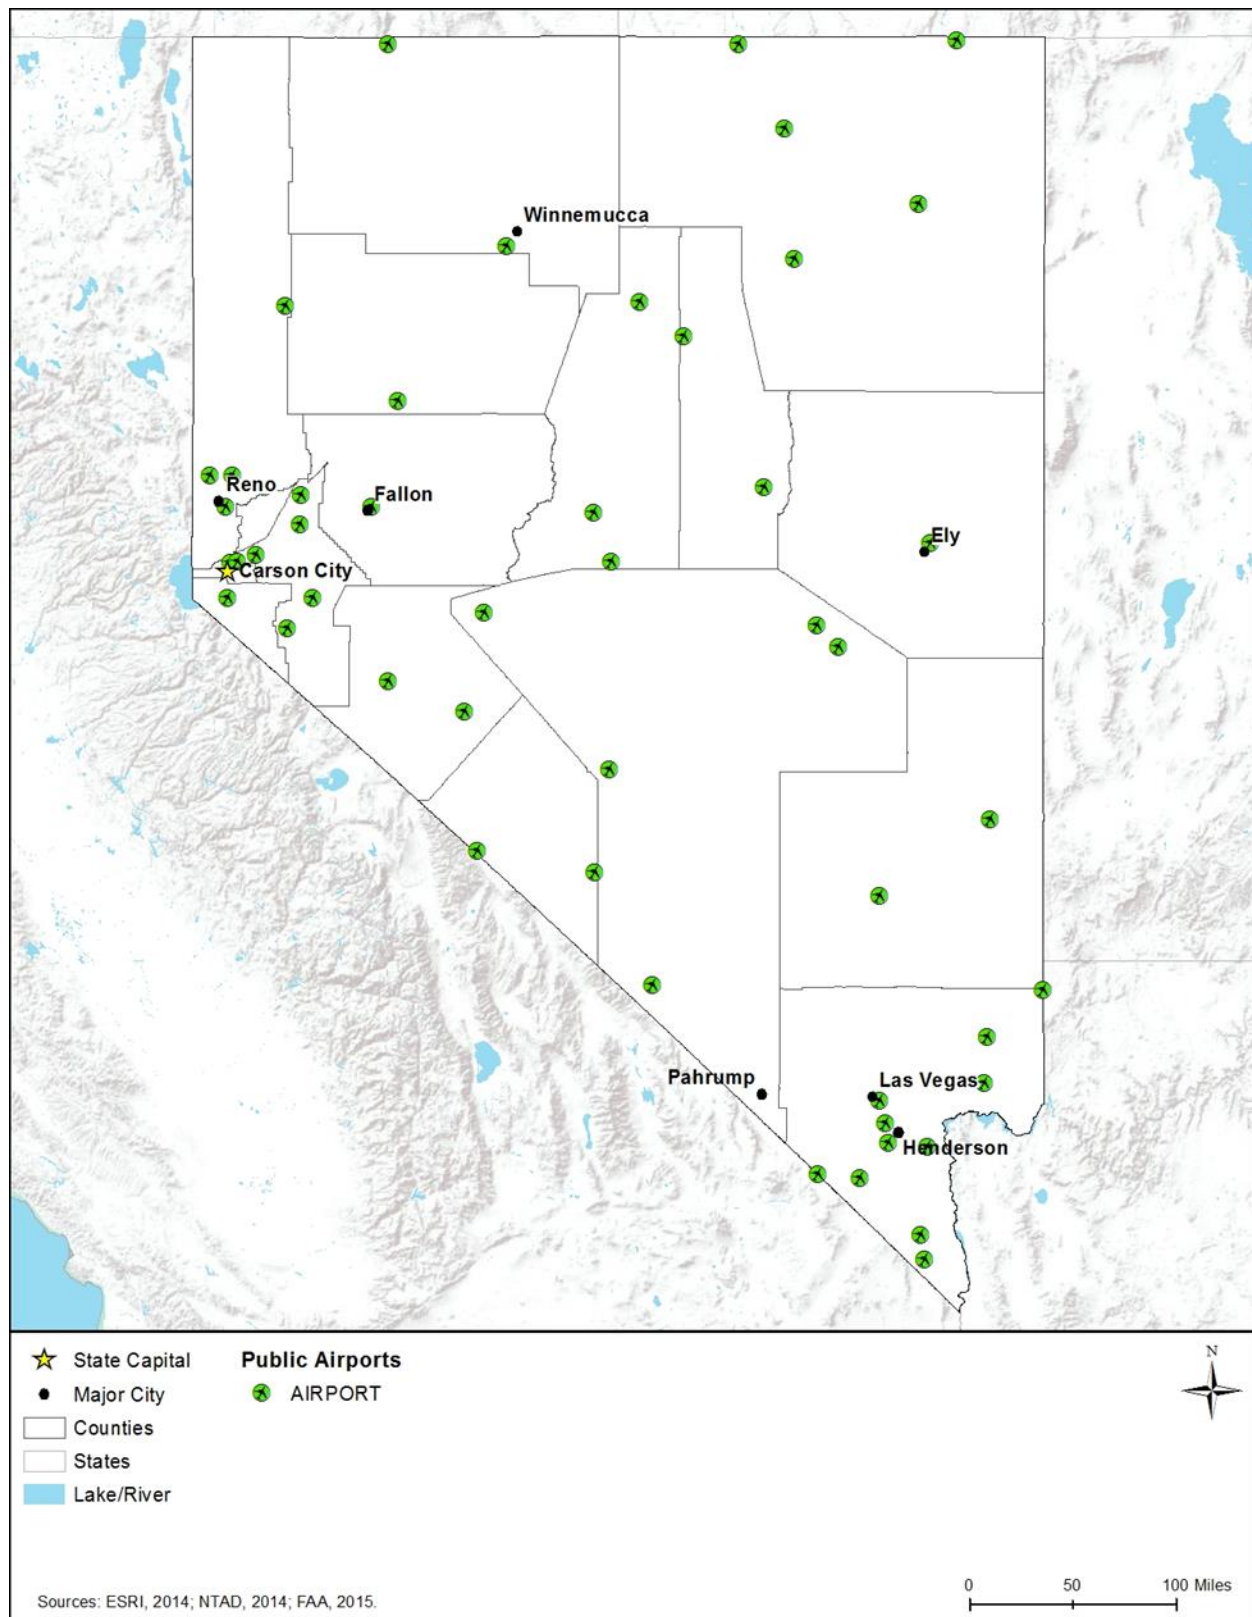 Winnemucca
Reno
Fallon
Ely
Carson City
Pahrump
Las Vegas
Henderson
State Capital
Public Airports
Major City
AIRPORT
Counties
States
Lake/River
N
0 50 100 Miles
Sources: ESRI, 2014; NTAD, 2014; FAA, 2015.